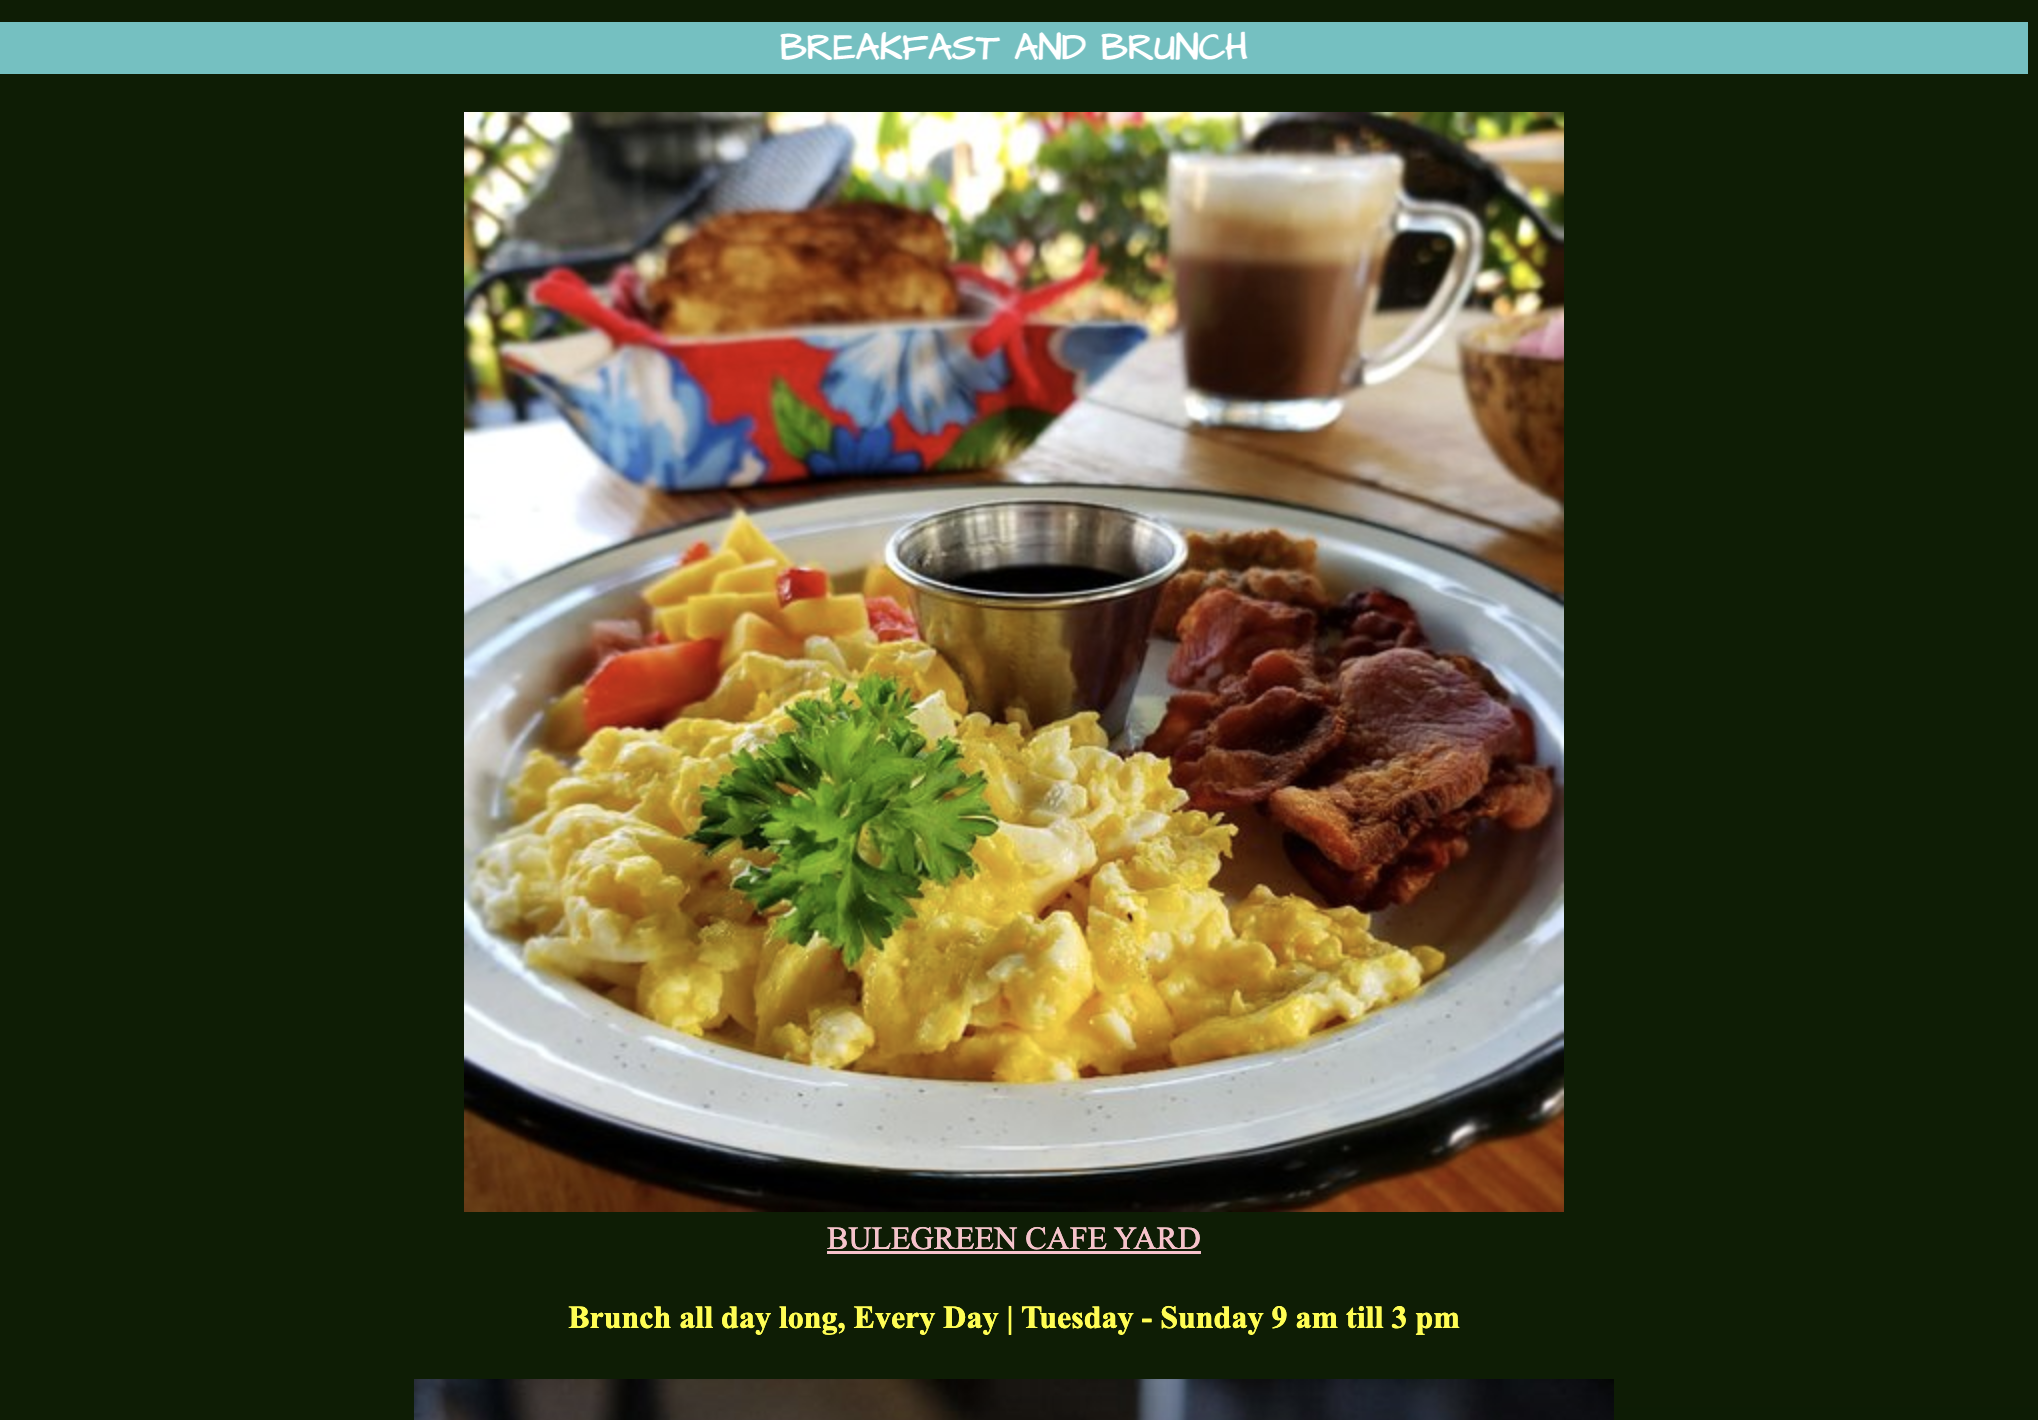 BREAKFAST AND BRUNCH
BULEGREEN CAFE YARD
Brunch all day long, Every Day | Tuesday - Sunday 9 am till 3 pm